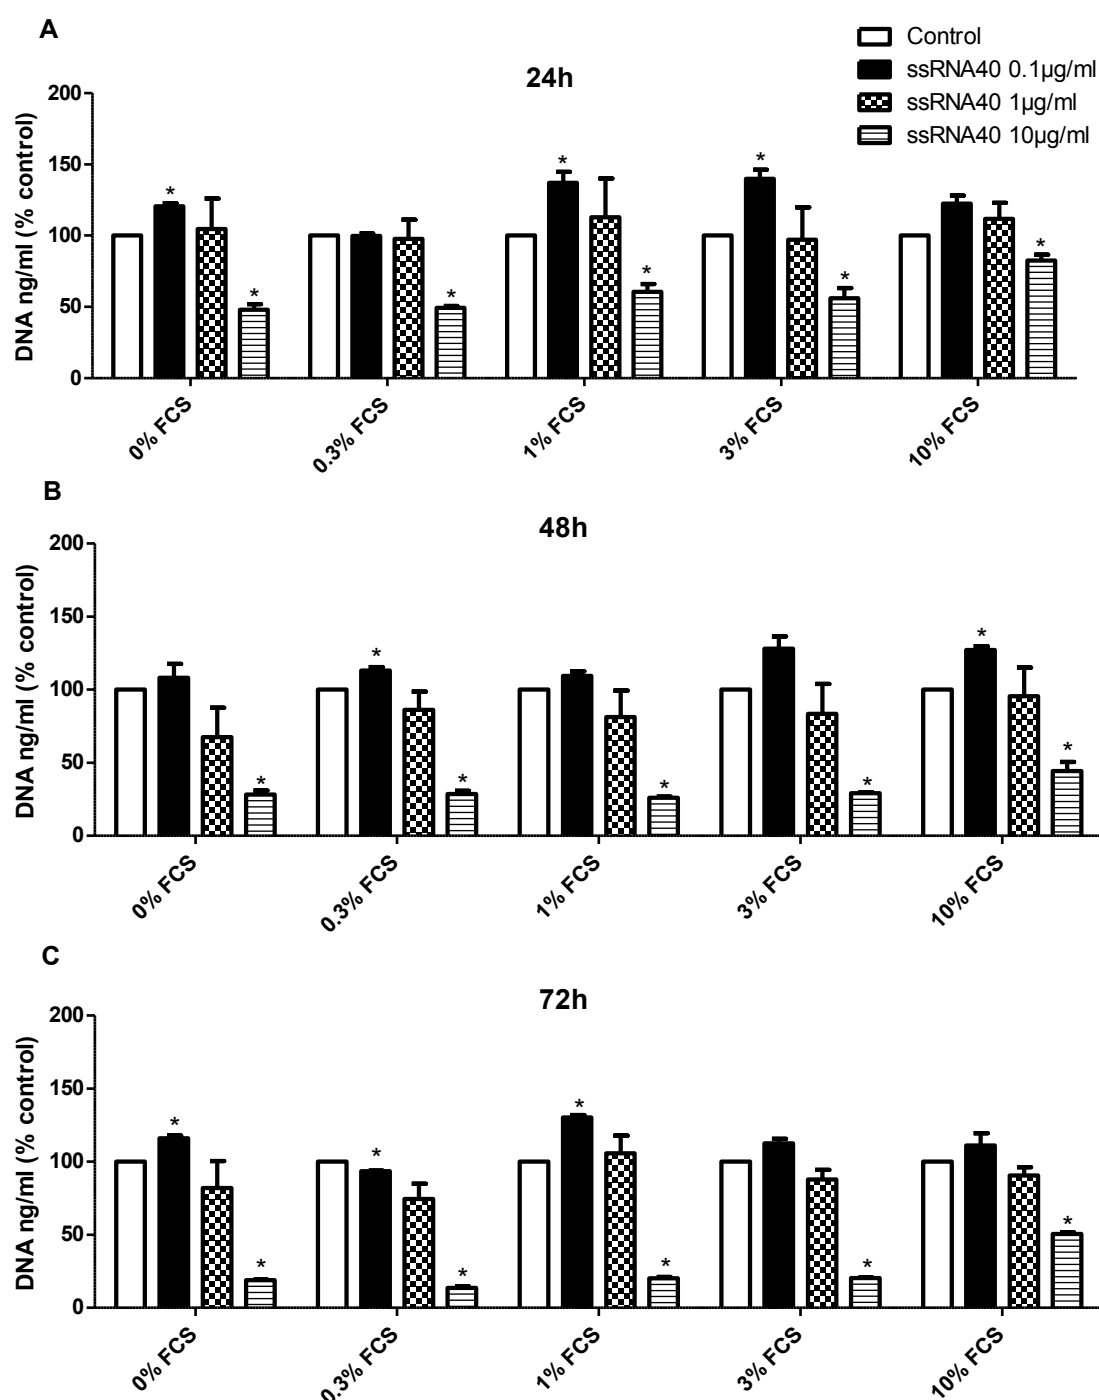 A
Control
ssRNA40 0.1µg/ml
ssRNA40 1µg/ml
ssRNA40 10µg/ml
24h
DNA ng/ml (% control)
200
150
100
50
0
* * * * * * * *
0% FCS 0.3% FCS 1% FCS 3% FCS 10% FCS
B
48h
DNA ng/ml (% control)
200
150
100
50
0
* * * * * * *
0% FCS 0.3% FCS 1% FCS 3% FCS 10% FCS
C
72h
DNA ng/ml (% control)
200
150
100
50
0
* * * * * * * *
0% FCS 0.3% FCS 1% FCS 3% FCS 10% FCS